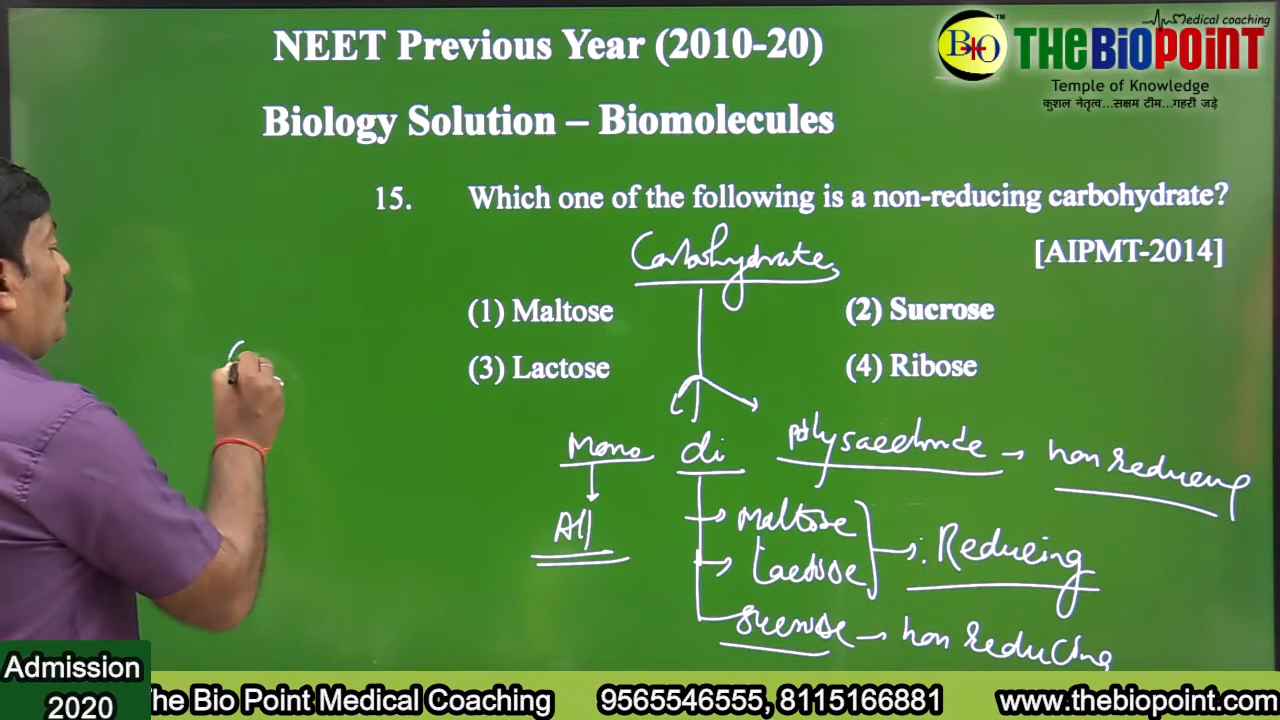 NEET Previous Year (2010-20)
Biology Solution – Biomolecules
Medical coaching
BIO THE BIO POINT™
Temple of Knowledge
कुशल नेतृत्व...सक्षम टीम...गहरी जड़े
15. Which one of the following is a non-reducing carbohydrate?
[AIPMT-2014]
Carbohydrate
(1) Maltose (2) Sucrose
(3) Lactose (4) Ribose
Mono di polysaccharide → non reducing
All
Maltose
Lactose
: Reducing
Sucrose → non reducing
Admission
2020
The Bio Point Medical Coaching 9565546555, 8115166881 www.thebiopoint.com